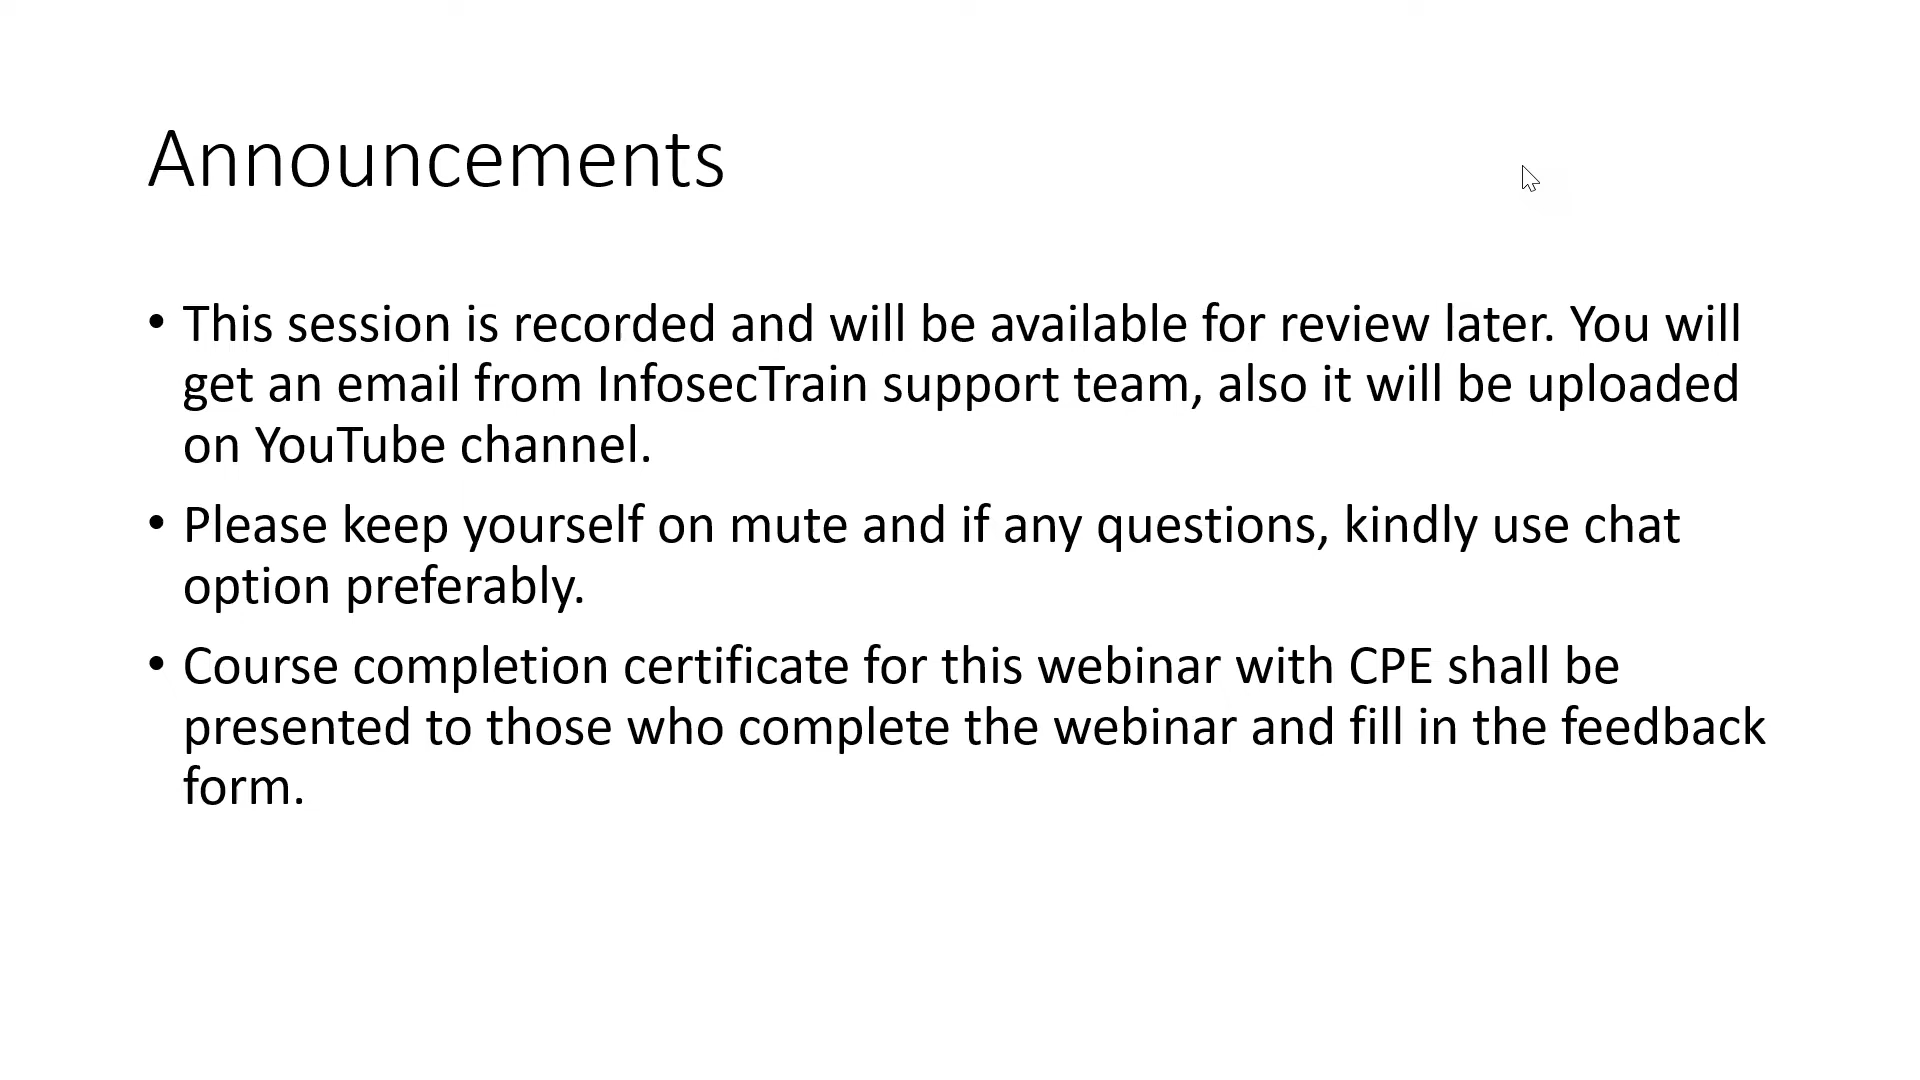 Announcements
• This session is recorded and will be available for review later. You will
get an email from InfosecTrain support team, also it will be uploaded
on YouTube channel.
• Please keep yourself on mute and if any questions, kindly use chat
option preferably.
• Course completion certificate for this webinar with CPE shall be
presented to those who complete the webinar and fill in the feedback
form.